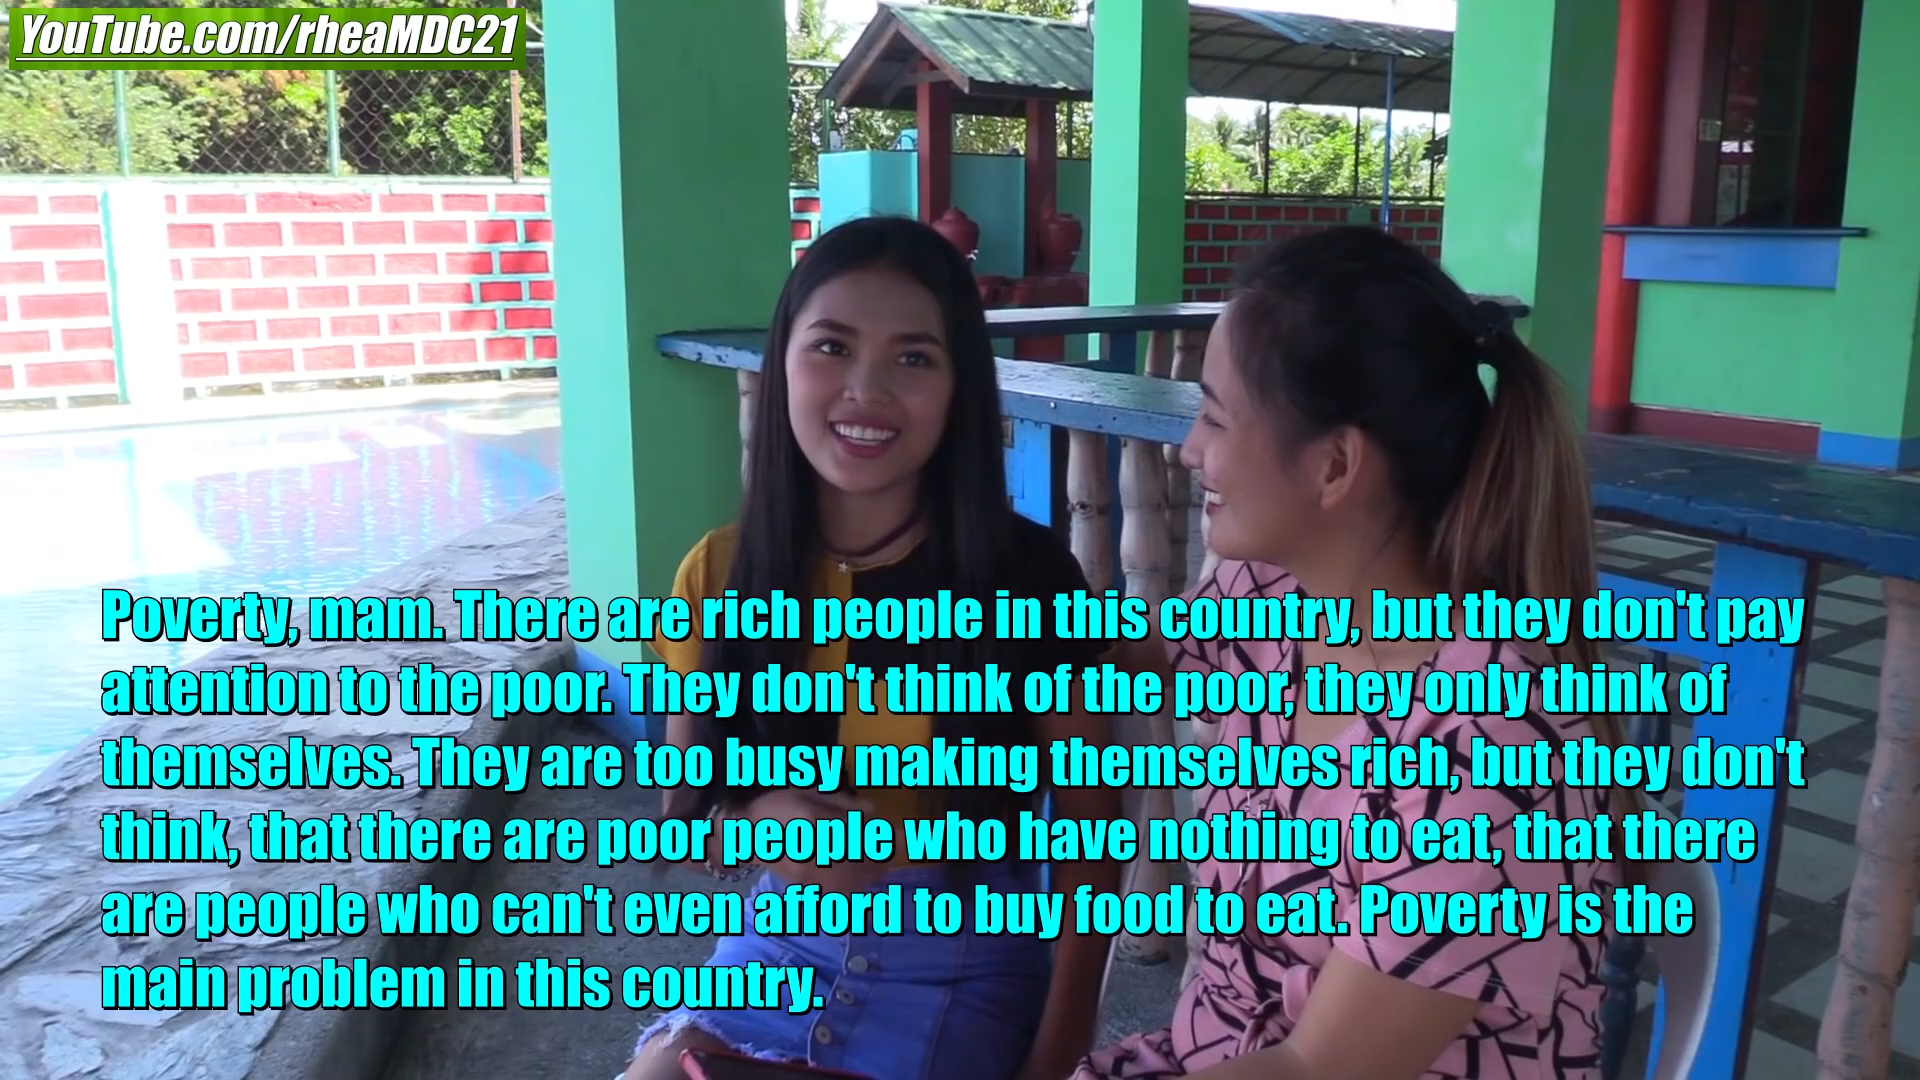 YouTube.com/rheaMDC21
Poverty, mam. There are rich people in this country, but they don't pay
attention to the poor. They don't think of the poor, they only think of
themselves. They are too busy making themselves rich, but they don't
think, that there are poor people who have nothing to eat, that there
are people who can't even afford to buy food to eat. Poverty is the
main problem in this country.